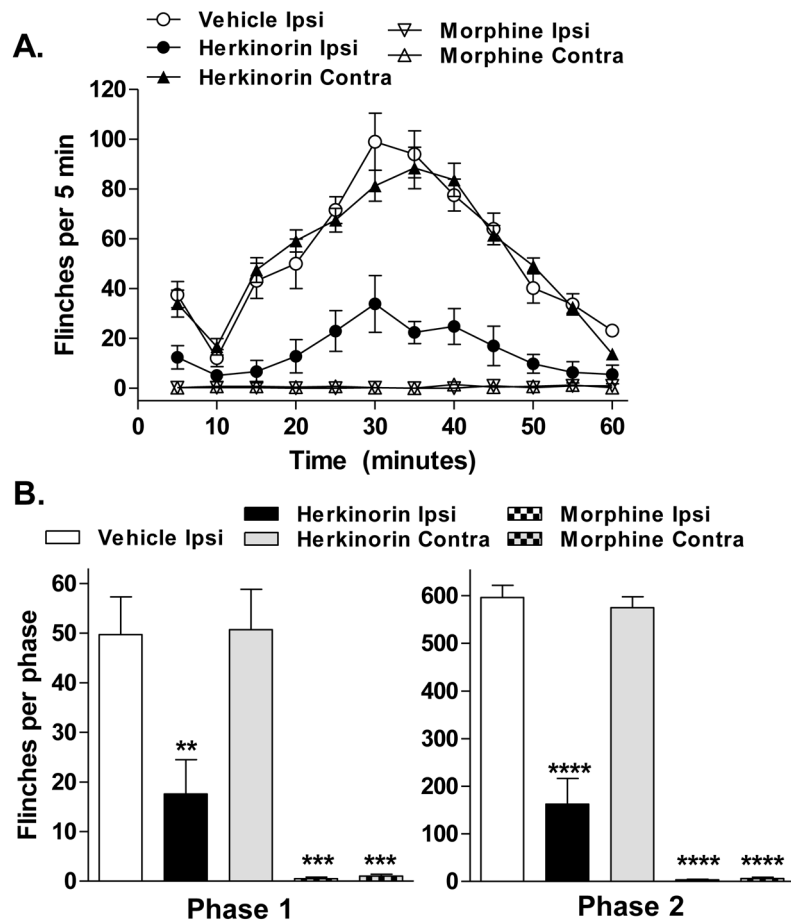 A.
Vehicle Ipsi
Herkinorin Ipsi
Herkinorin Contra
Morphine Ipsi
Morphine Contra
Flinches per 5 min
120
100
80
60
40
20
0
0 10 20 30 40 50 60
Time (minutes)
B.
Vehicle Ipsi
Herkinorin Ipsi
Herkinorin Contra
Morphine Ipsi
Morphine Contra
Flinches per phase
60
50
40
30
20
10
0
**
*** ***
Phase 1
600
500
400
300
200
100
0
****
**** ****
Phase 2